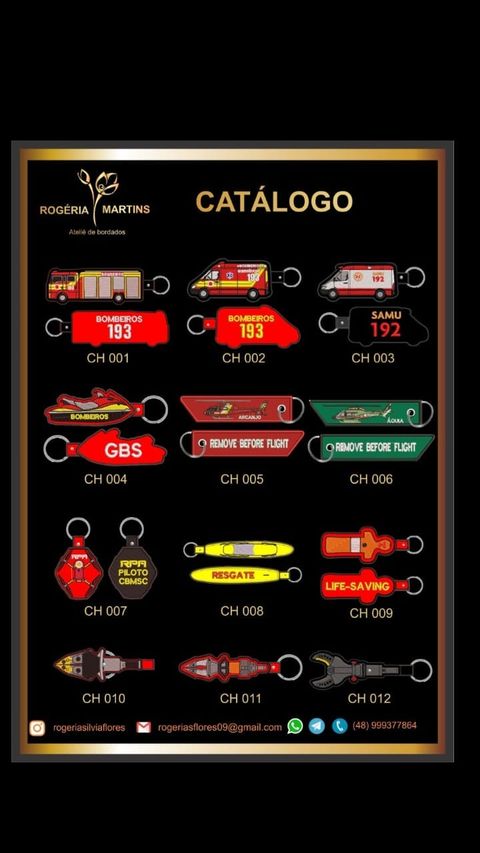 ROGÉRIA MARTINS
Ateliê de bordados
CATÁLOGO
BOMBEIROS
193
192
BOMBEIROS
193
BOMBEIROS
193
SAMU
192
CH 001
CH 002
CH 003
BOMBEIROS
ARCANJO
ÁGUIA
GBS
REMOVE BEFORE FLIGHT
REMOVE BEFORE FLIGHT
CH 004
CH 005
CH 006
RPA
RPA
PILOTO
CBMSC
RESGATE
LIFE-SAVING
CH 007
CH 008
CH 009
CH 010
CH 011
CH 012
rogeriasilviaflores
rogeriasflores09@gmail.com
(48) 999377864